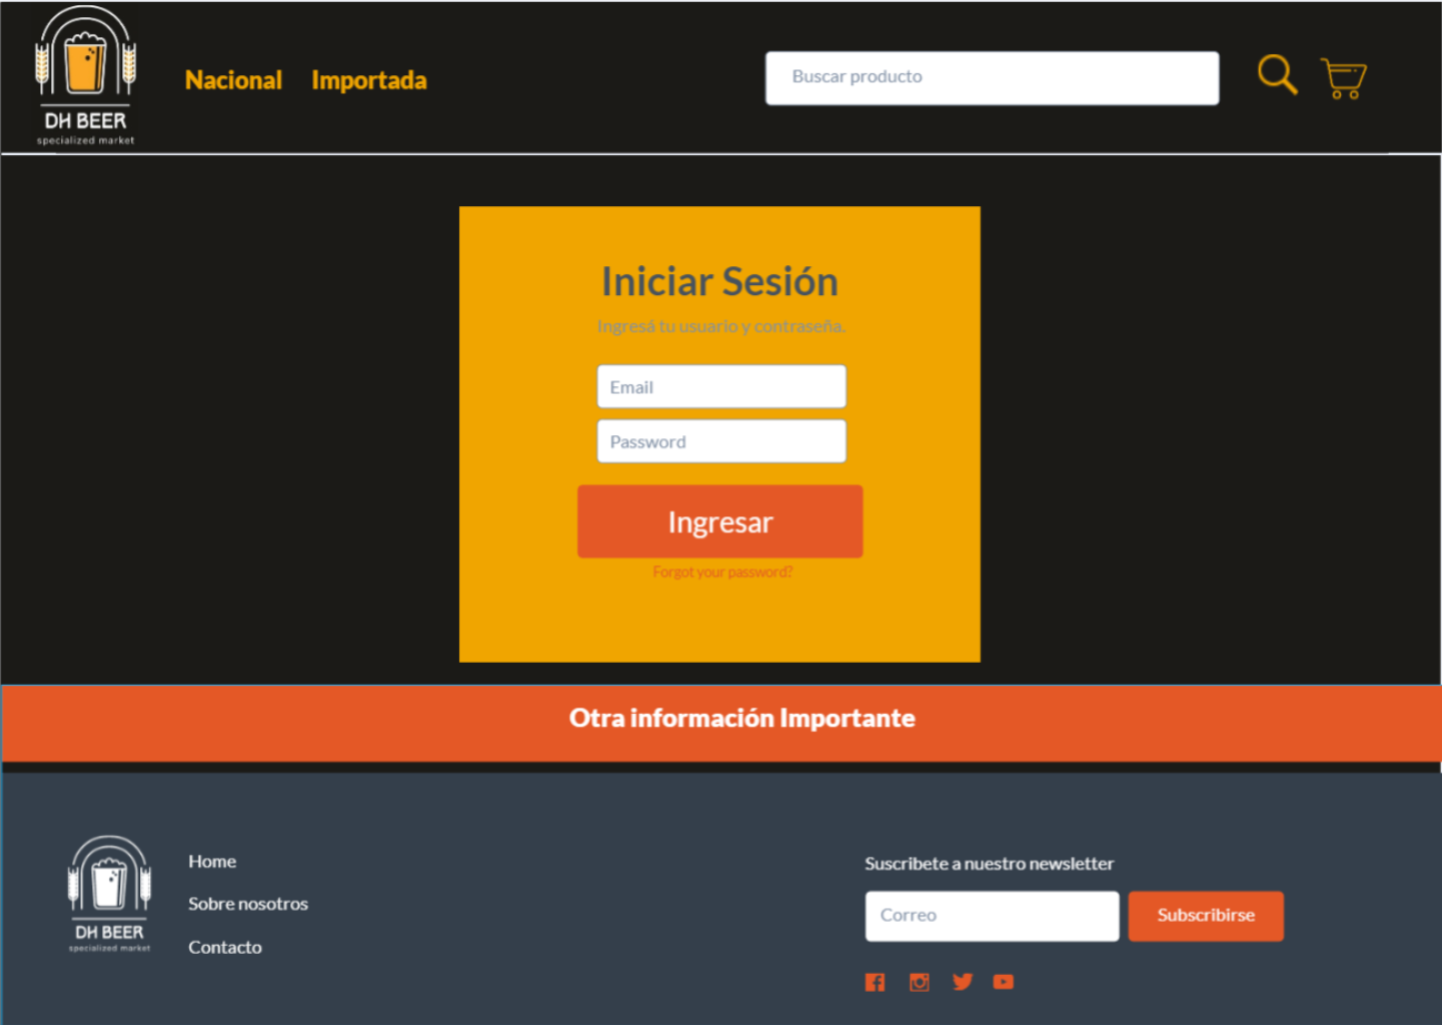 DH BEER
specialized market
Nacional
Importada
Buscar producto
Iniciar Sesión
Ingresá tu usuario y contraseña.
Email
Password
Ingresar
Forgot your password?
Otra información Importante
DH BEER
specialized market
Home
Sobre nosotros
Contacto
Suscribete a nuestro newsletter
Correo
Subscribirse